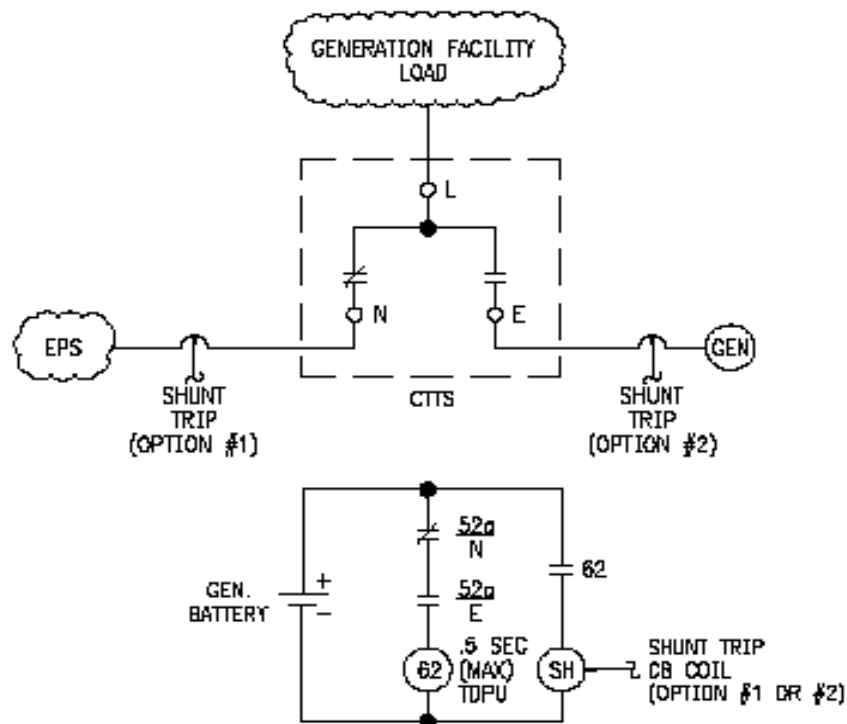 GENERATION FACILITY
LOAD
L
N
E
EPS
GEN
SHUNT
TRIP
(OPTION #1)
CTTS
SHUNT
TRIP
(OPTION #2)
GEN.
BATTERY
+
-
52a
N
52a
E
62
62
.5 SEC
(MAX)
TDPU
SH
SHUNT TRIP
CB COIL
(OPTION #1 OR #2)